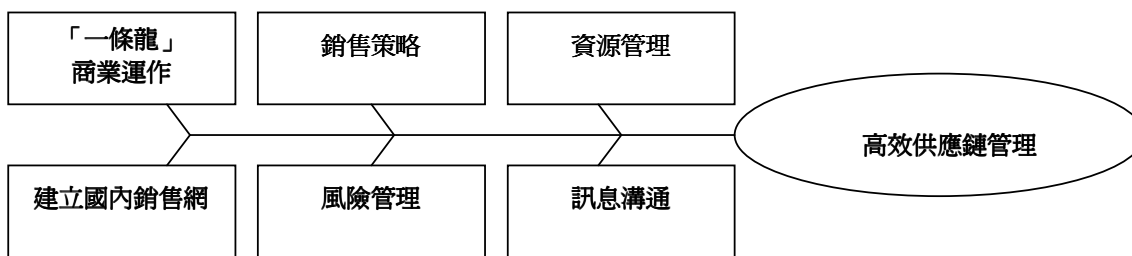 「一條龍」
商業運作
銷售策略
資源管理
高效供應鏈管理
建立國內銷售網
風險管理
訊息溝通